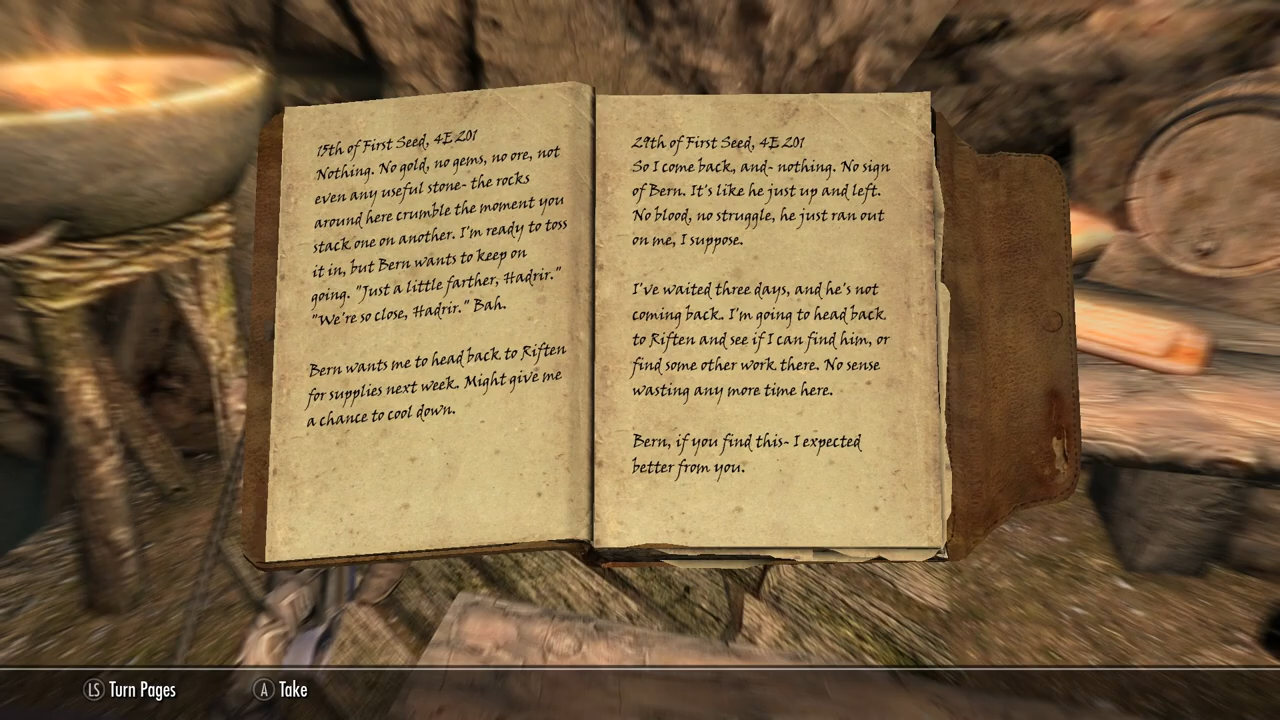 15th of First Seed, 4E 201
Nothing. No gold, no gems, no ore, not
even any useful stone- the rocks
around here crumble the moment you
stack one on another. I'm ready to toss
it in, but Bern wants to keep on
going. "Just a little farther, Hadrir."
"We're so close, Hadrir." Bah.
Bern wants me to head back to Riften
for supplies next week. Might give me
a chance to cool down.
29th of First Seed, 4E 201
So I come back, and- nothing. No sign
of Bern. It's like he just up and left.
No blood, no struggle, he just ran out
on me, I suppose.
I've waited three days, and he's not
coming back. I'm going to head back
to Riften and see if I can find him, or
find some other work there. No sense
wasting any more time here.
Bern, if you find this- I expected
better from you.
LS Turn Pages
A Take